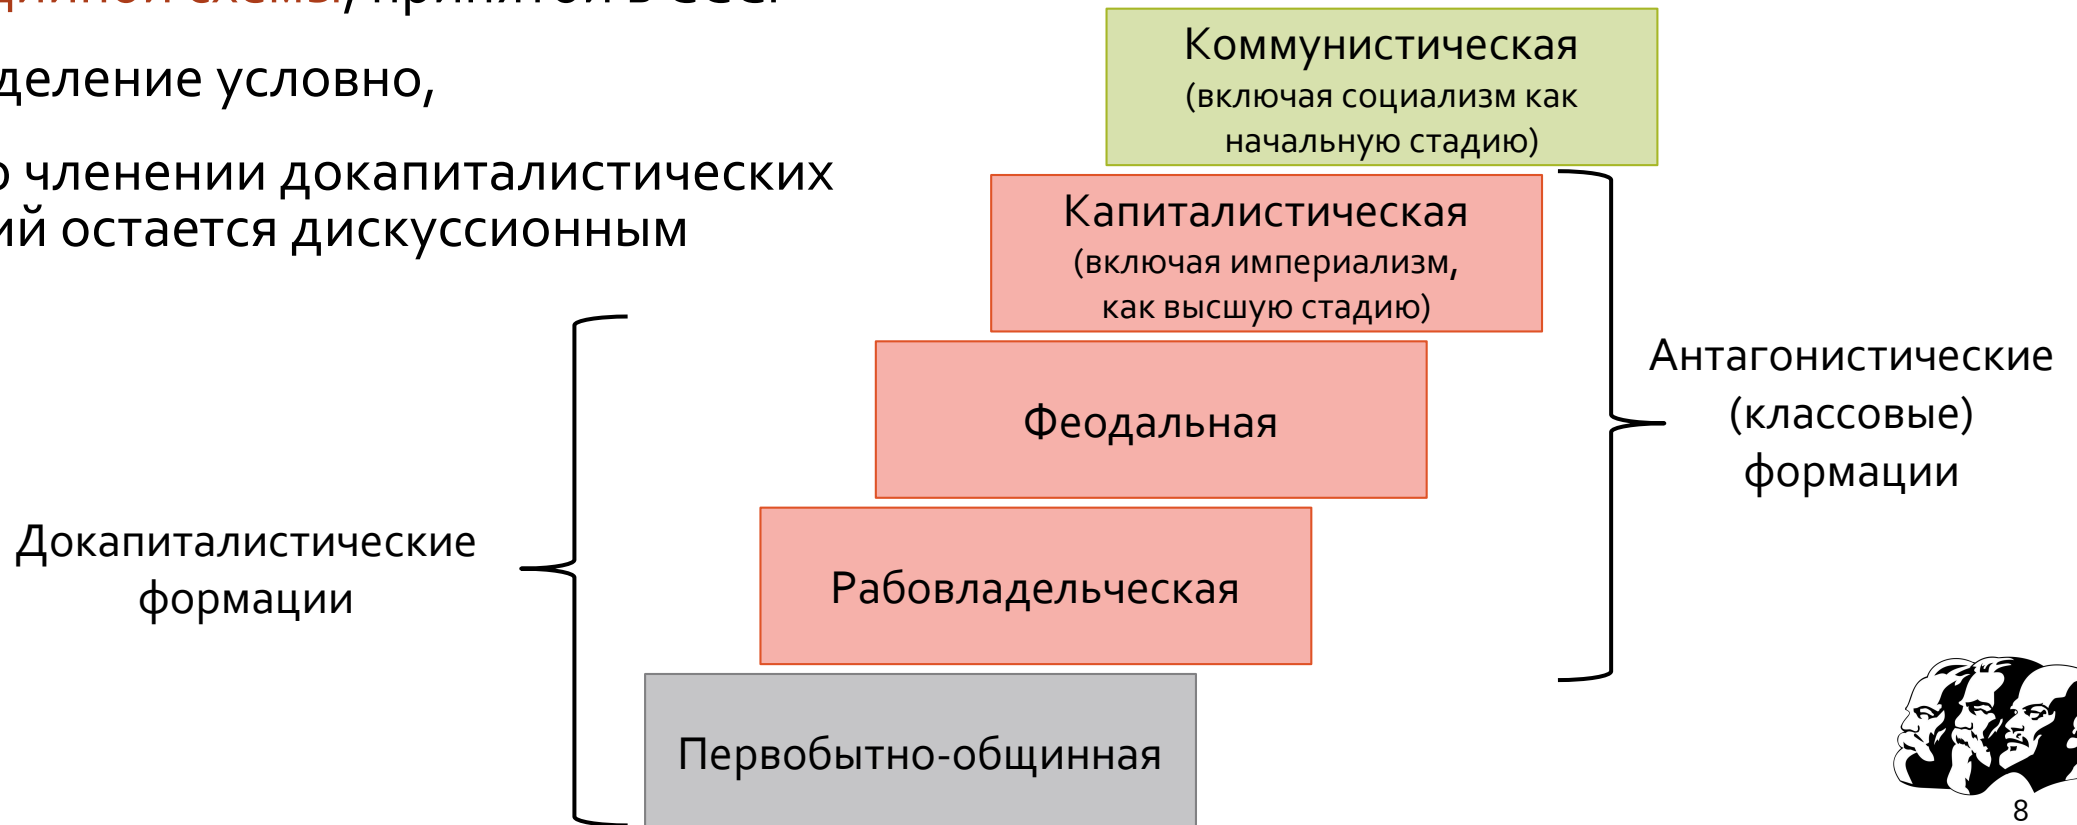 принятой в
деление условно,
членении докапиталистических
остается дискуссионным
Коммунистическая
(включая социализм как
начальную стадию)
Капиталистическая
(включая империализм,
как высшую стадию)
Феодальная
Рабовладельческая
Первобытно-общинная
Докапиталистические
формации
Антагонистические
(классовые)
формации
8